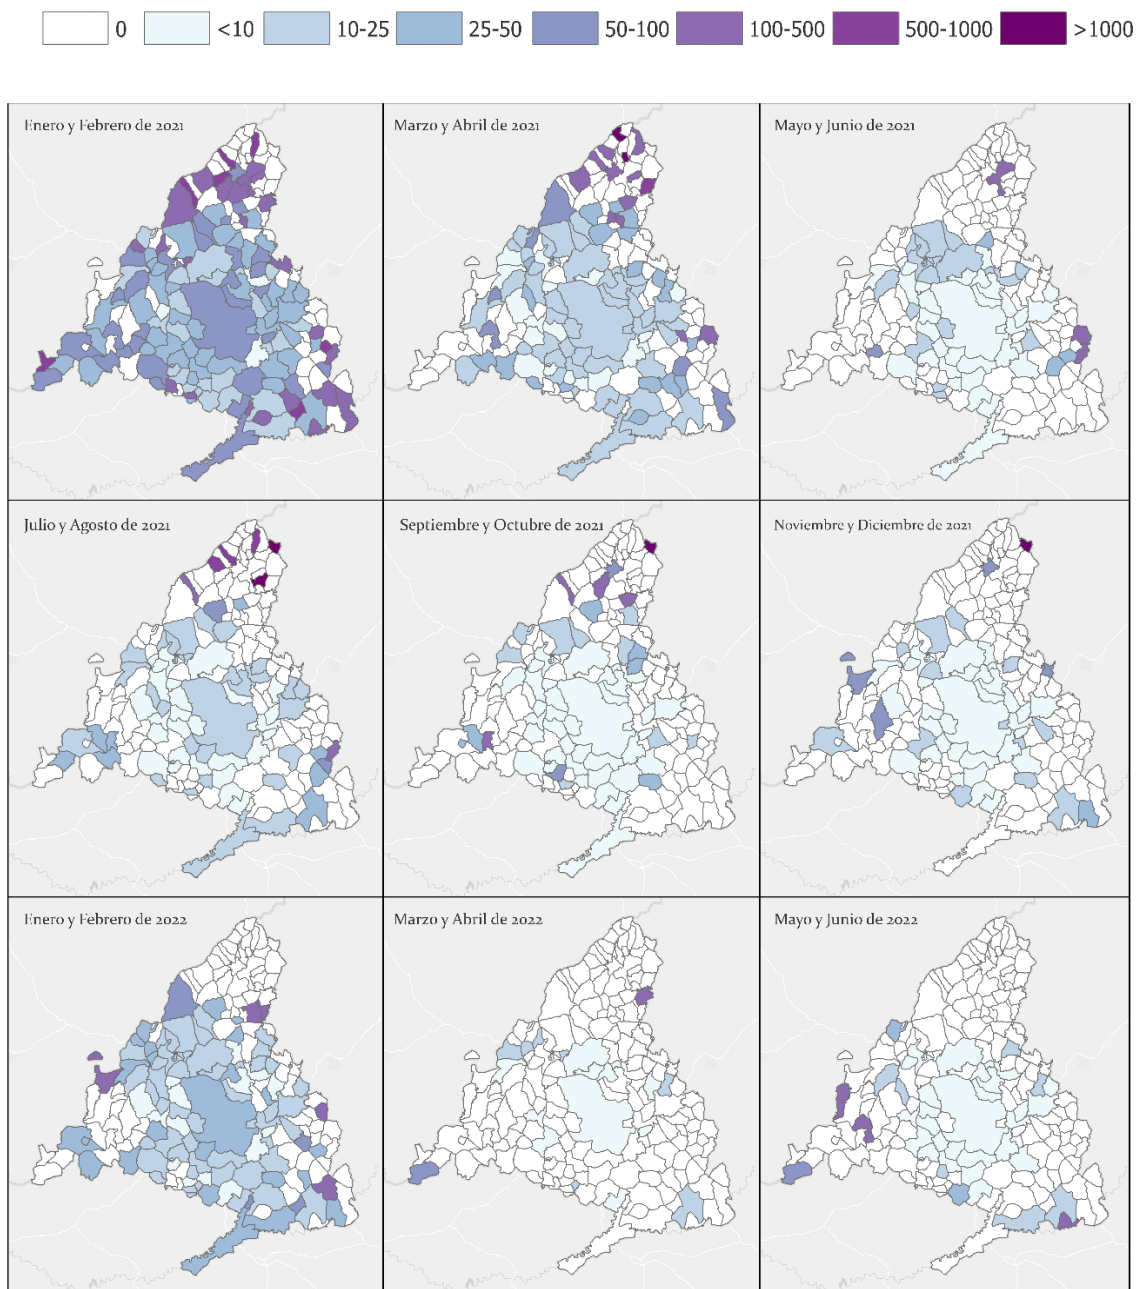 0 <10 10-25 25-50 50-100 100-500 500-1000 >1000
Enero y Febrero de 2021
Marzo y Abril de 2021
Mayo y Junio de 2021
Julio y Agosto de 2021
Septiembre y Octubre de 2021
Noviembre y Diciembre de 2021
Enero y Febrero de 2022
Marzo y Abril de 2022
Mayo y Junio de 2022